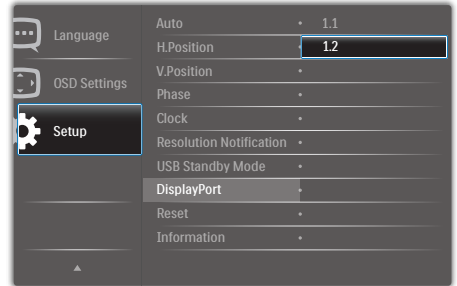 Language
OSD Settings
Setup
Auto • 1.1
H.Position • 1.2
V.Position •
Phase •
Clock •
Resolution Notification •
USB Standby Mode •
DisplayPort •
Reset •
Information •